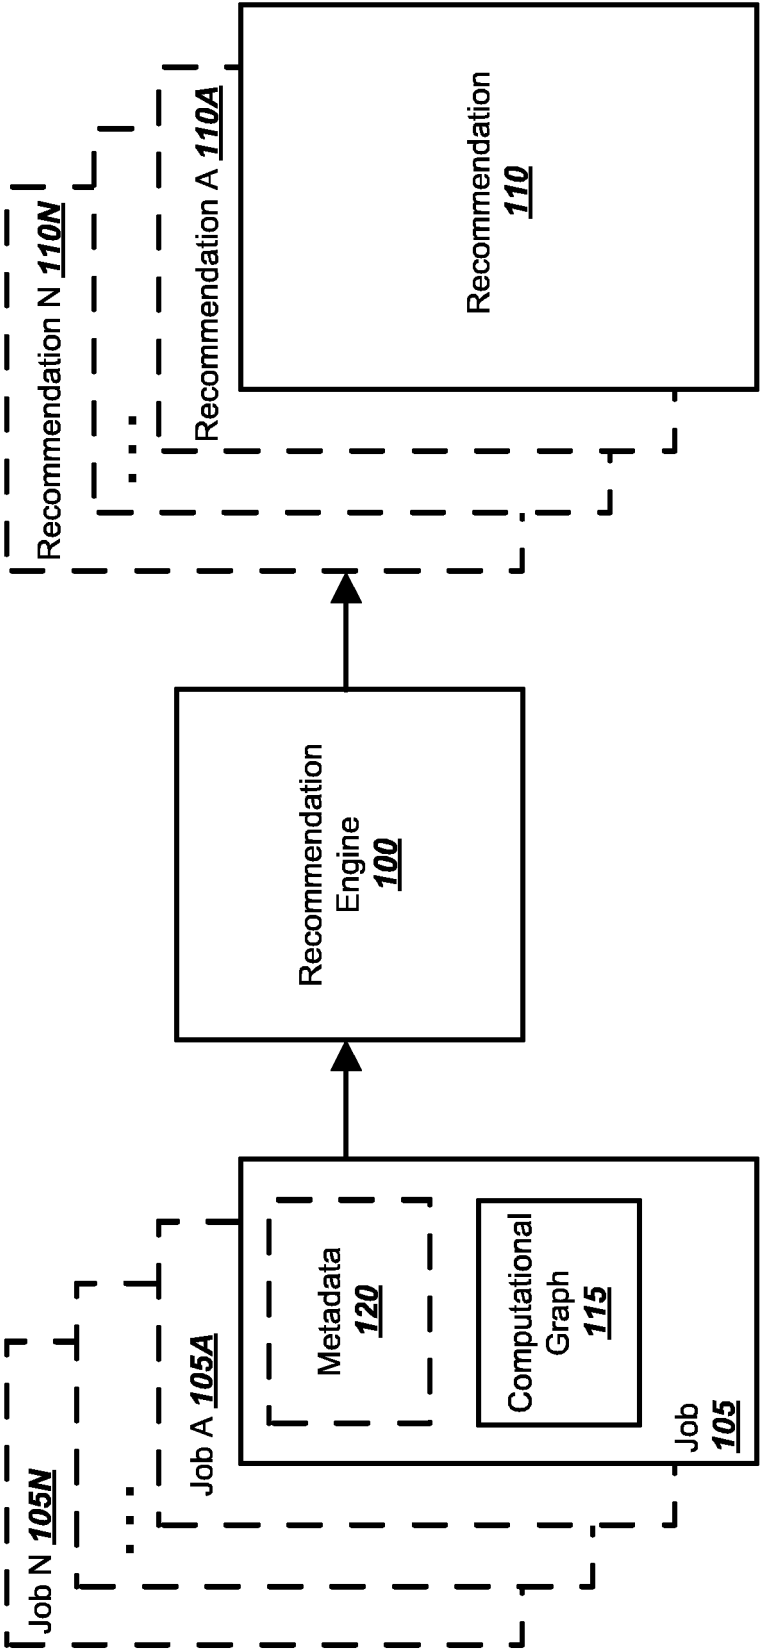 Job N 105N
...
Job A 105A
Metadata
120
Computational
Graph
115
Job
105
Recommendation
Engine
100
Recommendation N 110N
...
Recommendation A 110A
Recommendation
110